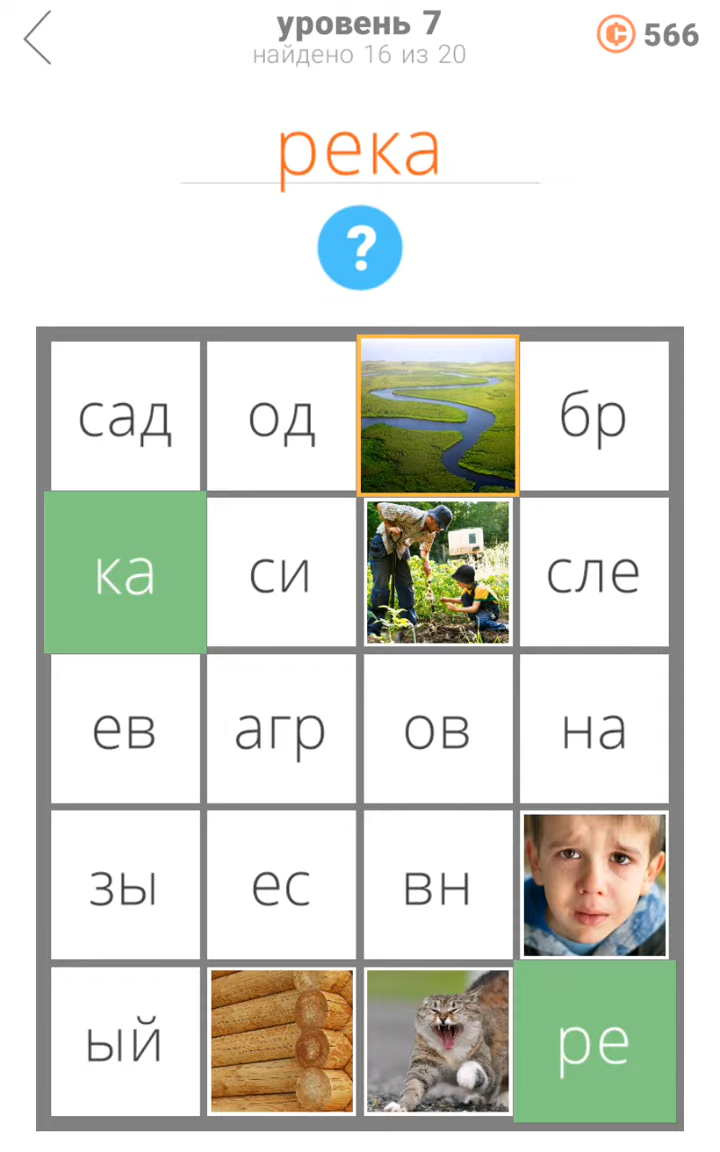 уровень 7
найдено 16 из 20
566
река
?
сад од бр
ка си сле
ев агр ов на
зы ес вн
ый ре